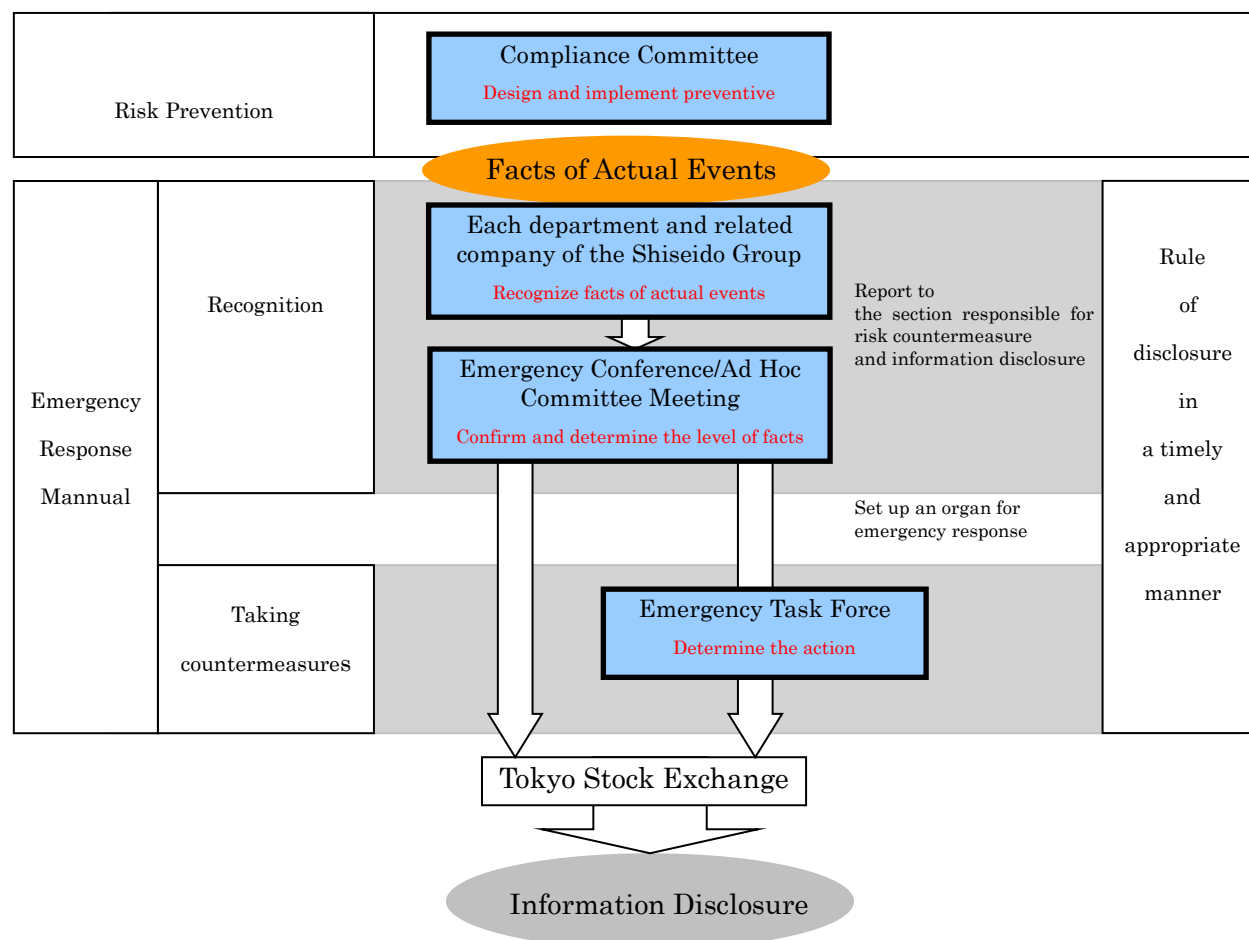 Compliance Committee
Design and implement preventive
Risk Prevention
Facts of Actual Events
Each department and related
company of the Shiseido Group
Recognize facts of actual events
Recognition
Report to
the section responsible for
risk countermeasure
and information disclosure
Emergency Conference/Ad Hoc
Committee Meeting
Confirm and determine the level of facts
Emergency
Response
Mannual
Rule
of
disclosure
in
a timely
and
appropriate
manner
Set up an organ for
emergency response
Taking
countermeasures
Emergency Task Force
Determine the action
Tokyo Stock Exchange
Information Disclosure